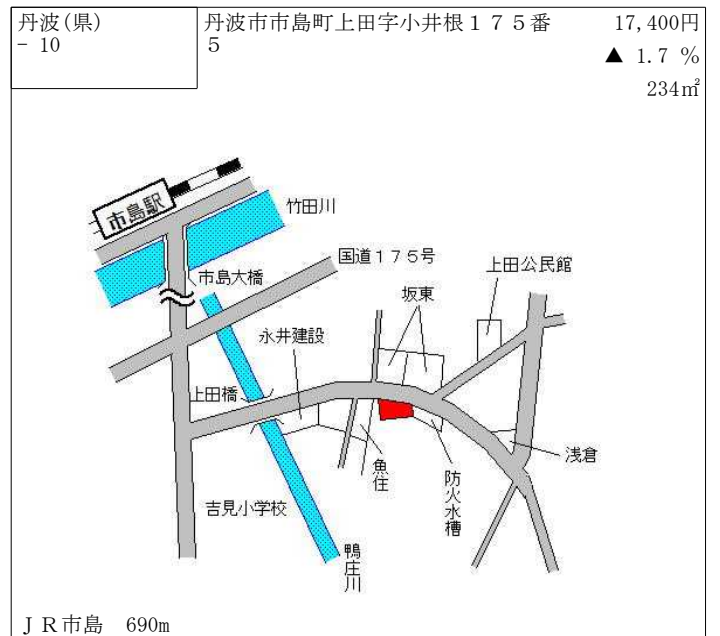 丹波(県)
- 10
丹波市市島町上田字小井根１７５番
5
17,400円
▲ 1.7 %
234㎡
市島駅
竹田川
国道１７５号
上田公民館
市島大橋
坂東
永井建設
上田橋
浅倉
魚住
防火水槽
吉見小学校
鴨庄川
ＪＲ市島 690m